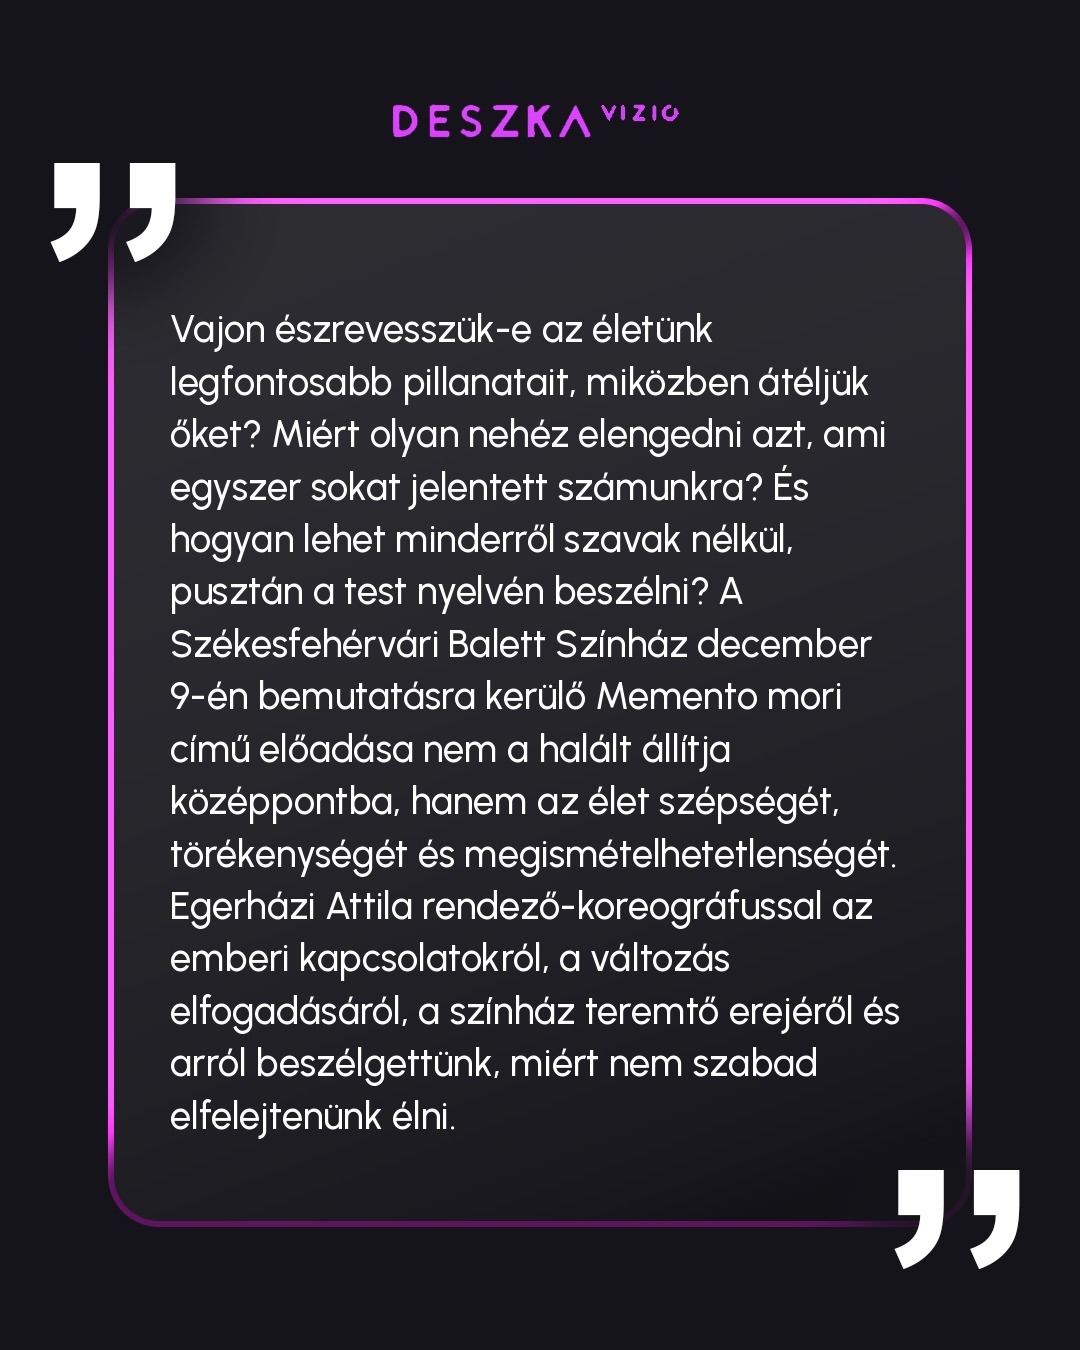 DESZKA VIZIO
Vajon észrevesszük-e az életünk
legfontosabb pillanatait, miközben átéljük
őket? Miért olyan nehéz elengedni azt, ami
egyszer sokat jelentett számunkra? És
hogyan lehet minderről szavak nélkül,
pusztán a test nyelvén beszélni? A
Székesfehérvári Balett Színház december
9-én bemutatásra kerülő Memento mori
című előadása nem a halált állítja
középpontba, hanem az élet szépségét,
törékenységét és megismételhetetlenségét.
Egerházi Attila rendező-koreográfussal az
emberi kapcsolatokról, a változás
elfogadásáról, a színház teremtő erejéről és
arról beszélgettünk, miért nem szabad
elfelejtenünk élni.